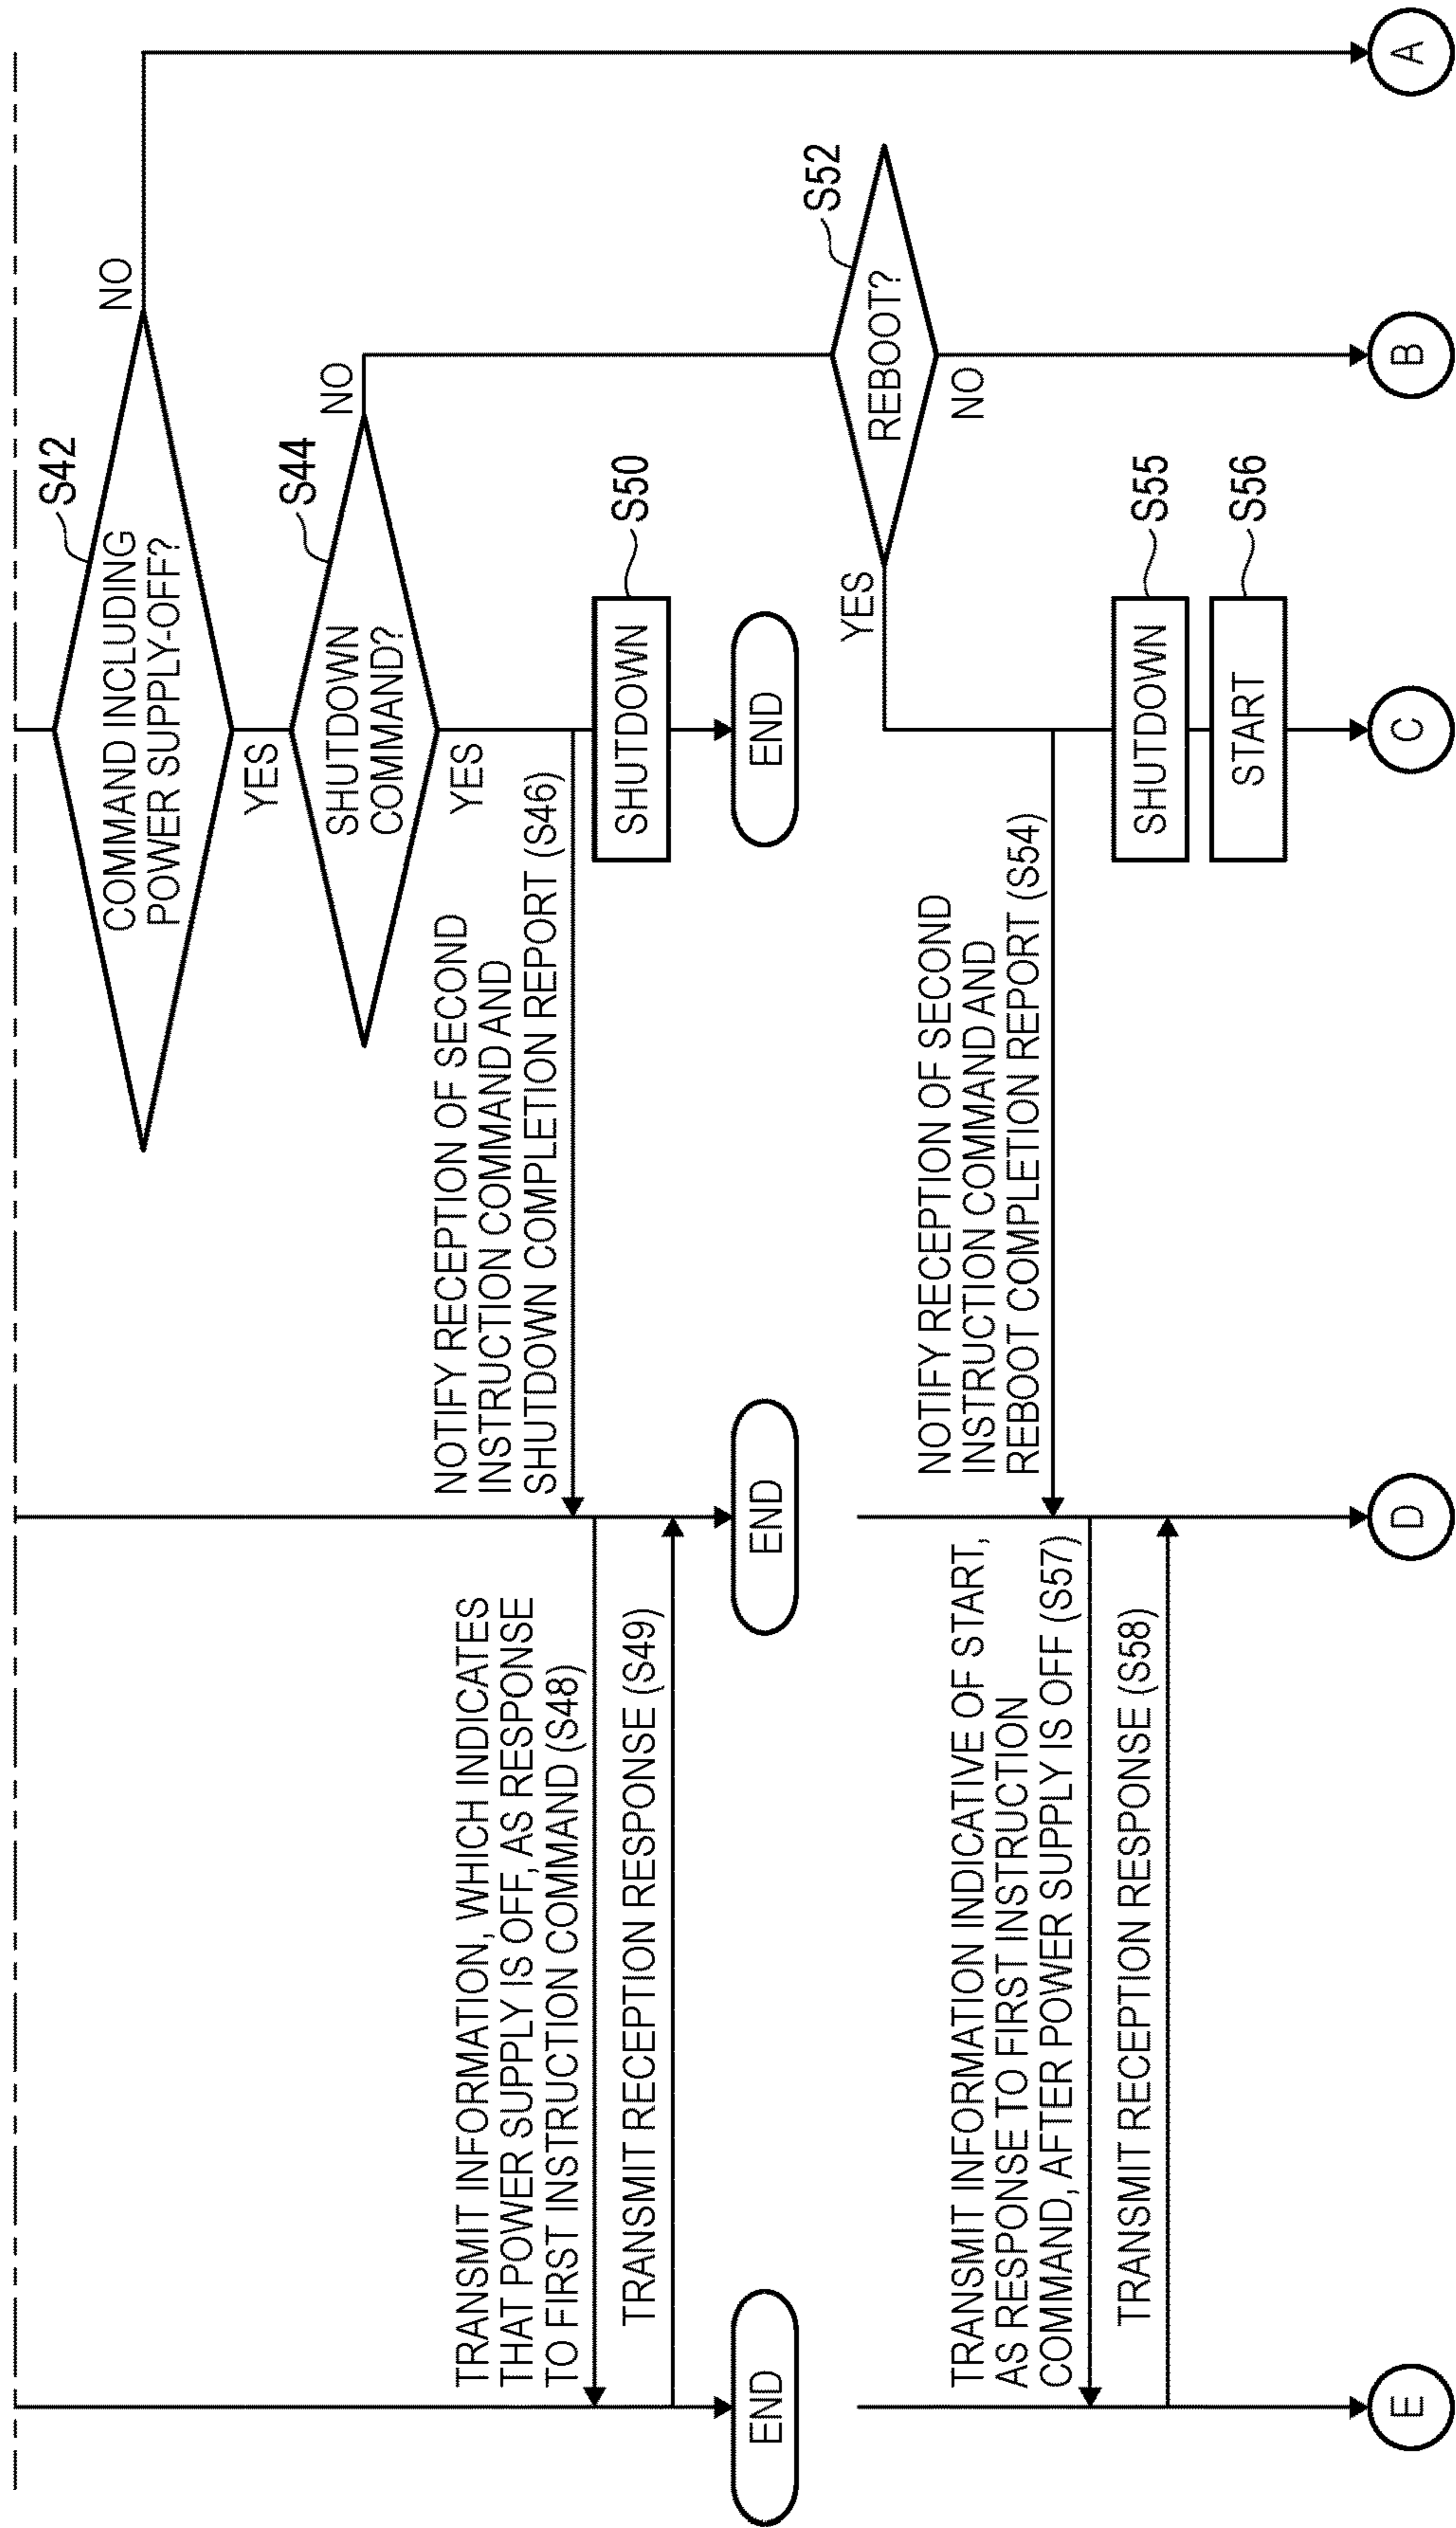 S42
COMMAND INCLUDING
POWER SUPPLY-OFF?
NO
YES
S44
SHUTDOWN
COMMAND?
NO
YES
NOTIFY RECEPTION OF SECOND
INSTRUCTION COMMAND AND
SHUTDOWN COMPLETION REPORT (S46)
TRANSMIT INFORMATION, WHICH INDICATES
THAT POWER SUPPLY IS OFF, AS RESPONSE
TO FIRST INSTRUCTION COMMAND (S48)
TRANSMIT RECEPTION RESPONSE (S49)
SHUTDOWN
S50
END
END
END
S52
REBOOT?
YES
NO
NOTIFY RECEPTION OF SECOND
INSTRUCTION COMMAND AND
REBOOT COMPLETION REPORT (S54)
TRANSMIT INFORMATION INDICATIVE OF START,
AS RESPONSE TO FIRST INSTRUCTION
COMMAND, AFTER POWER SUPPLY IS OFF (S57)
TRANSMIT RECEPTION RESPONSE (S58)
SHUTDOWN
S55
START
S56
E
D
C
B
A